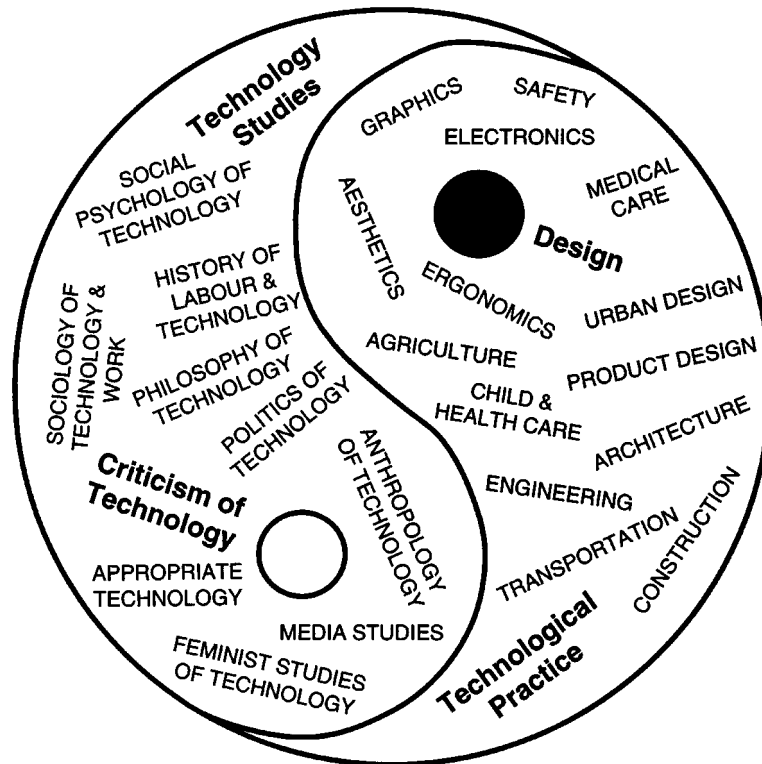 Technology
Studies
SOCIAL
PSYCHOLOGY OF
TECHNOLOGY
HISTORY OF
LABOUR &
TECHNOLOGY
SOCIOLOGY OF
TECHNOLOGY &
WORK
PHILOSOPHY OF
TECHNOLOGY
POLITICS OF
TECHNOLOGY
ANTHROPOLOGY
OF TECHNOLOGY
Criticism of
Technology
APPROPRIATE
TECHNOLOGY
MEDIA STUDIES
FEMINIST STUDIES
OF TECHNOLOGY
GRAPHICS
SAFETY
ELECTRONICS
MEDICAL
CARE
AESTHETICS
Design
ERGONOMICS
URBAN DESIGN
AGRICULTURE
PRODUCT DESIGN
CHILD &
HEALTH CARE
ARCHITECTURE
ENGINEERING
TRANSPORTATION
CONSTRUCTION
Technological
Practice